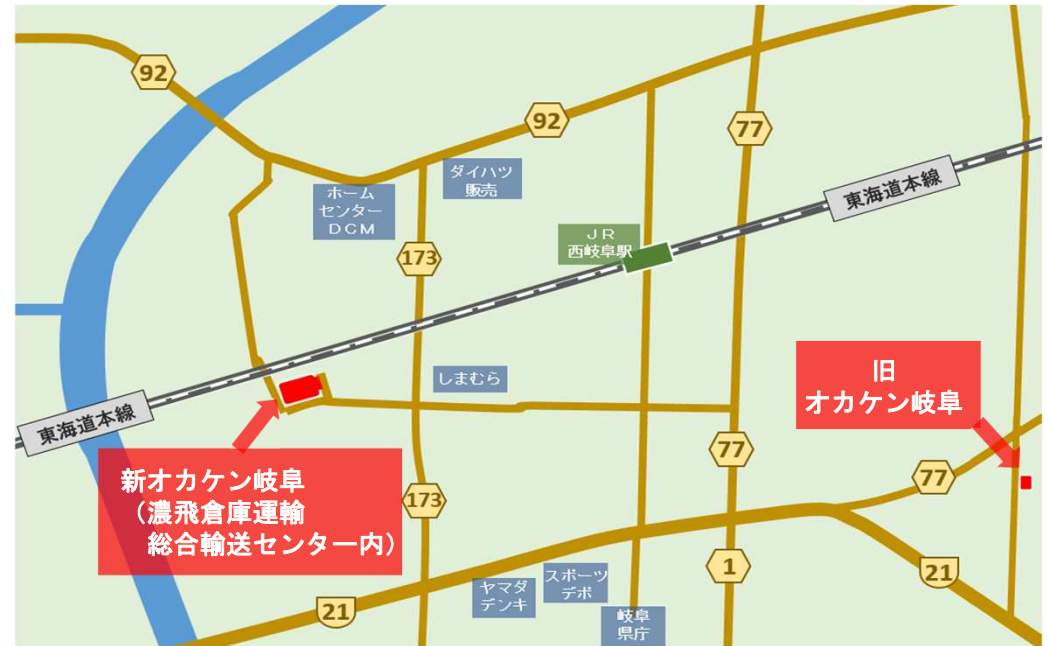 92
92
77
ダイハツ
販売
ホーム
センター
ＤＣＭ
東海道本線
ＪＲ
西岐阜駅
173
しまむら
旧
オカケン岐阜
東海道本線
新オカケン岐阜
（濃飛倉庫運輸
総合輸送センター内）
77
77
173
1
21
21
ヤマダ
デンキ
スポーツ
デポ
岐阜
県庁